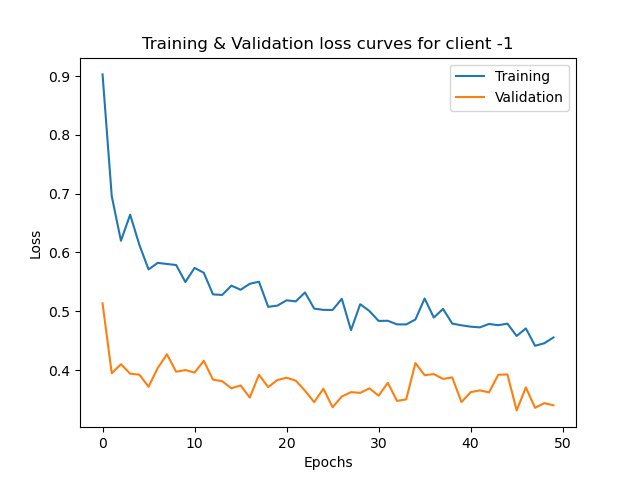 Training & Validation loss curves for client -1
Training
Validation
0.9
0.8
0.7
0.6
0.5
0.4
Loss
0
10
20
30
40
50
Epochs